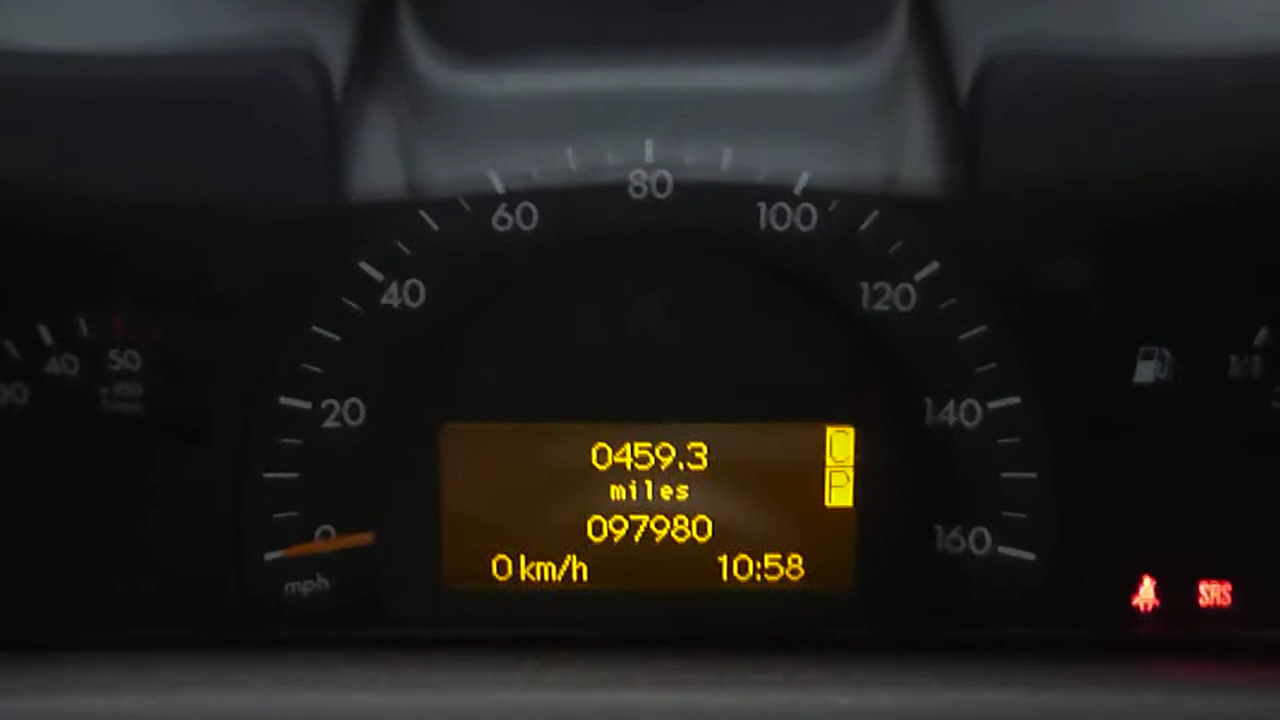 80
60 100
40 120
40 50
20 140
0459.3 C
miles P
097980
0 160
0 km/h 10:58
mph SRS